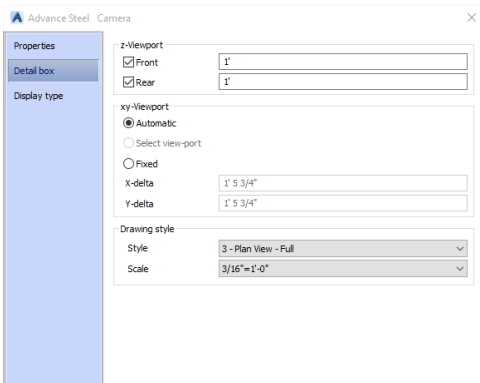 Advance Steel Camera
Properties
Detail box
Display type
z-Viewport
Front 1'
Rear 1'
xy-Viewport
Automatic
Select view-port
Fixed
X-delta 1' 5 3/4"
Y-delta 1' 5 3/4"
Drawing style
Style 3 - Plan View - Full
Scale 3/16"=1'-0"